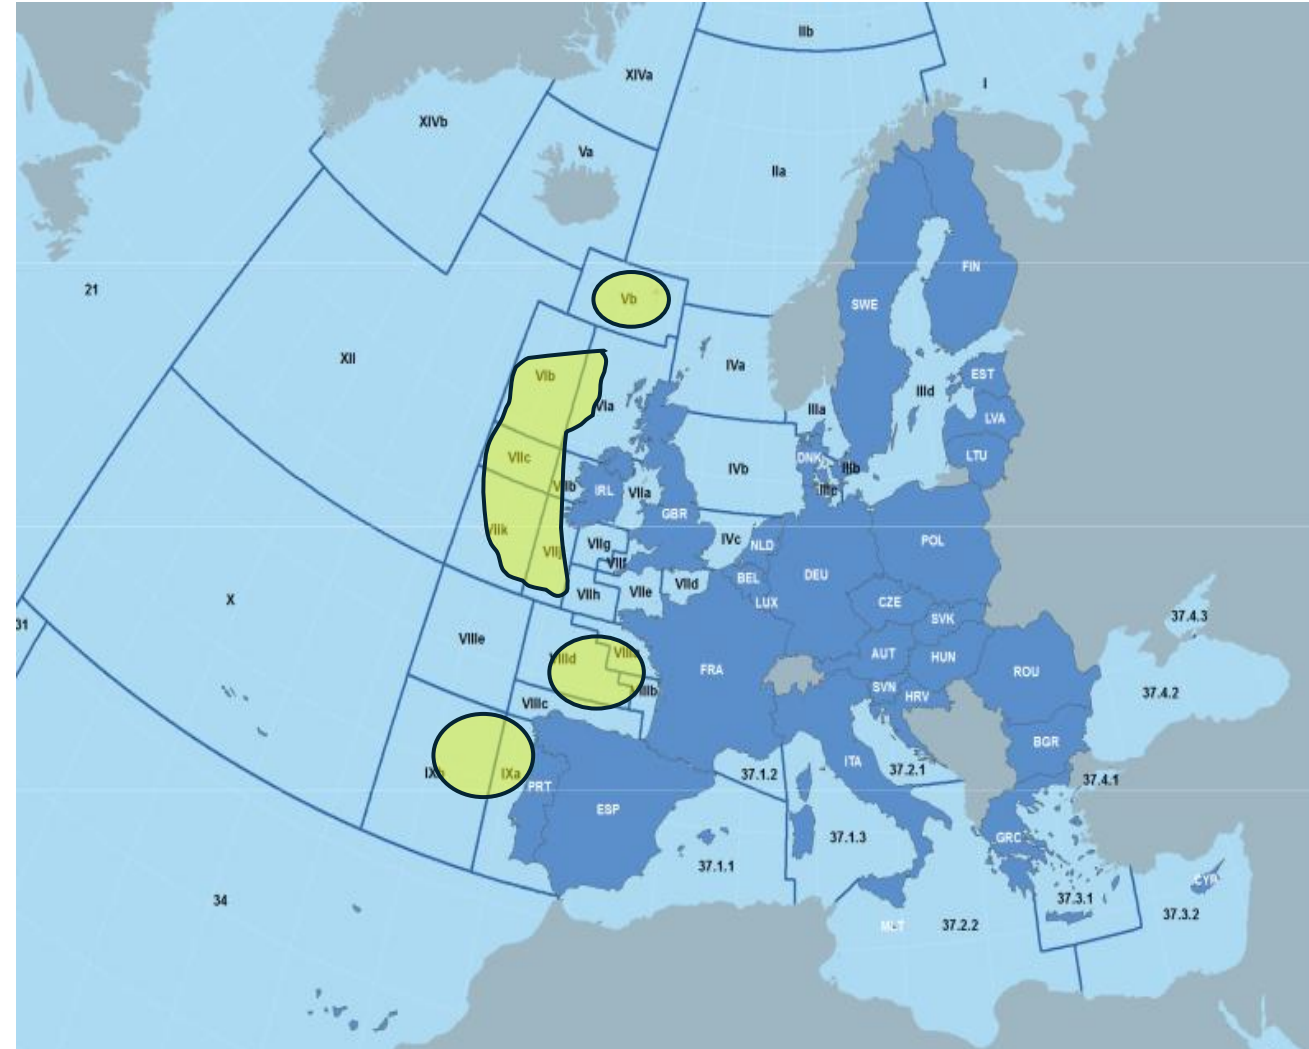 IIb
XIVa
I
XIVb
Va
IIa
FIN
21
Vb
SWE
XII
IVa
VIb
EST
IIId
VIa
IIIa
LVA
VIIc
DNK
LTU
IVb
IIIb
VIIb
IRL
VIIa
IIIc
GBR
VIIk
IVc
POL
VIIg
NLD
VIIj
VIIf
DEU
BEL
VIId
VIIe
VIIh
X
LUX
CZE
37.4.3
SVK
31
VIIIe
VIIIa
AUT
HUN
VIIId
FRA
ROU
SVN
VIIIb
HRV
37.4.2
VIIIc
BGR
ITA
37.2.1
IXb
IXa
37.1.2
37.4.1
PRT
ESP
37.1.3
GRC
37.1.1
CYP
34
37.3.1
37.3.2
MLT
37.2.2